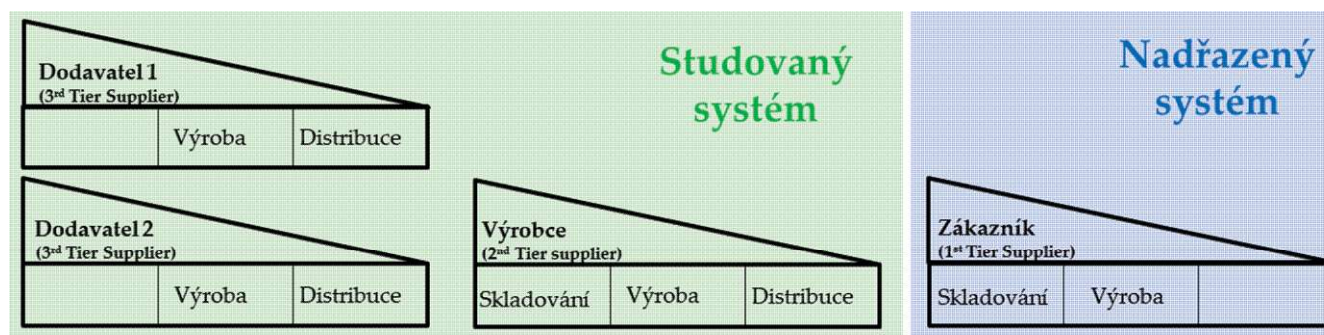 Dodavatel 1
(3rd Tier Supplier)
Výroba
Distribuce
Studovaný
systém
Dodavatel 2
(3rd Tier Supplier)
Výroba
Distribuce
Výrobce
(2nd Tier supplier)
Skladování
Výroba
Distribuce
Nadřazený
systém
Zákazník
(1st Tier Supplier)
Skladování
Výroba